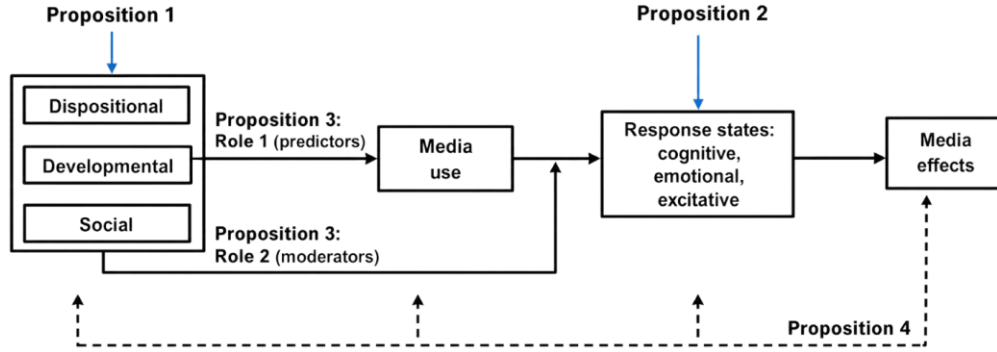 Proposition 1
Proposition 2
Dispositional
Developmental
Social
Proposition 3:
Role 1 (predictors)
Proposition 3:
Role 2 (moderators)
Media
use
Response states:
cognitive,
emotional,
excitative
Media
effects
Proposition 4